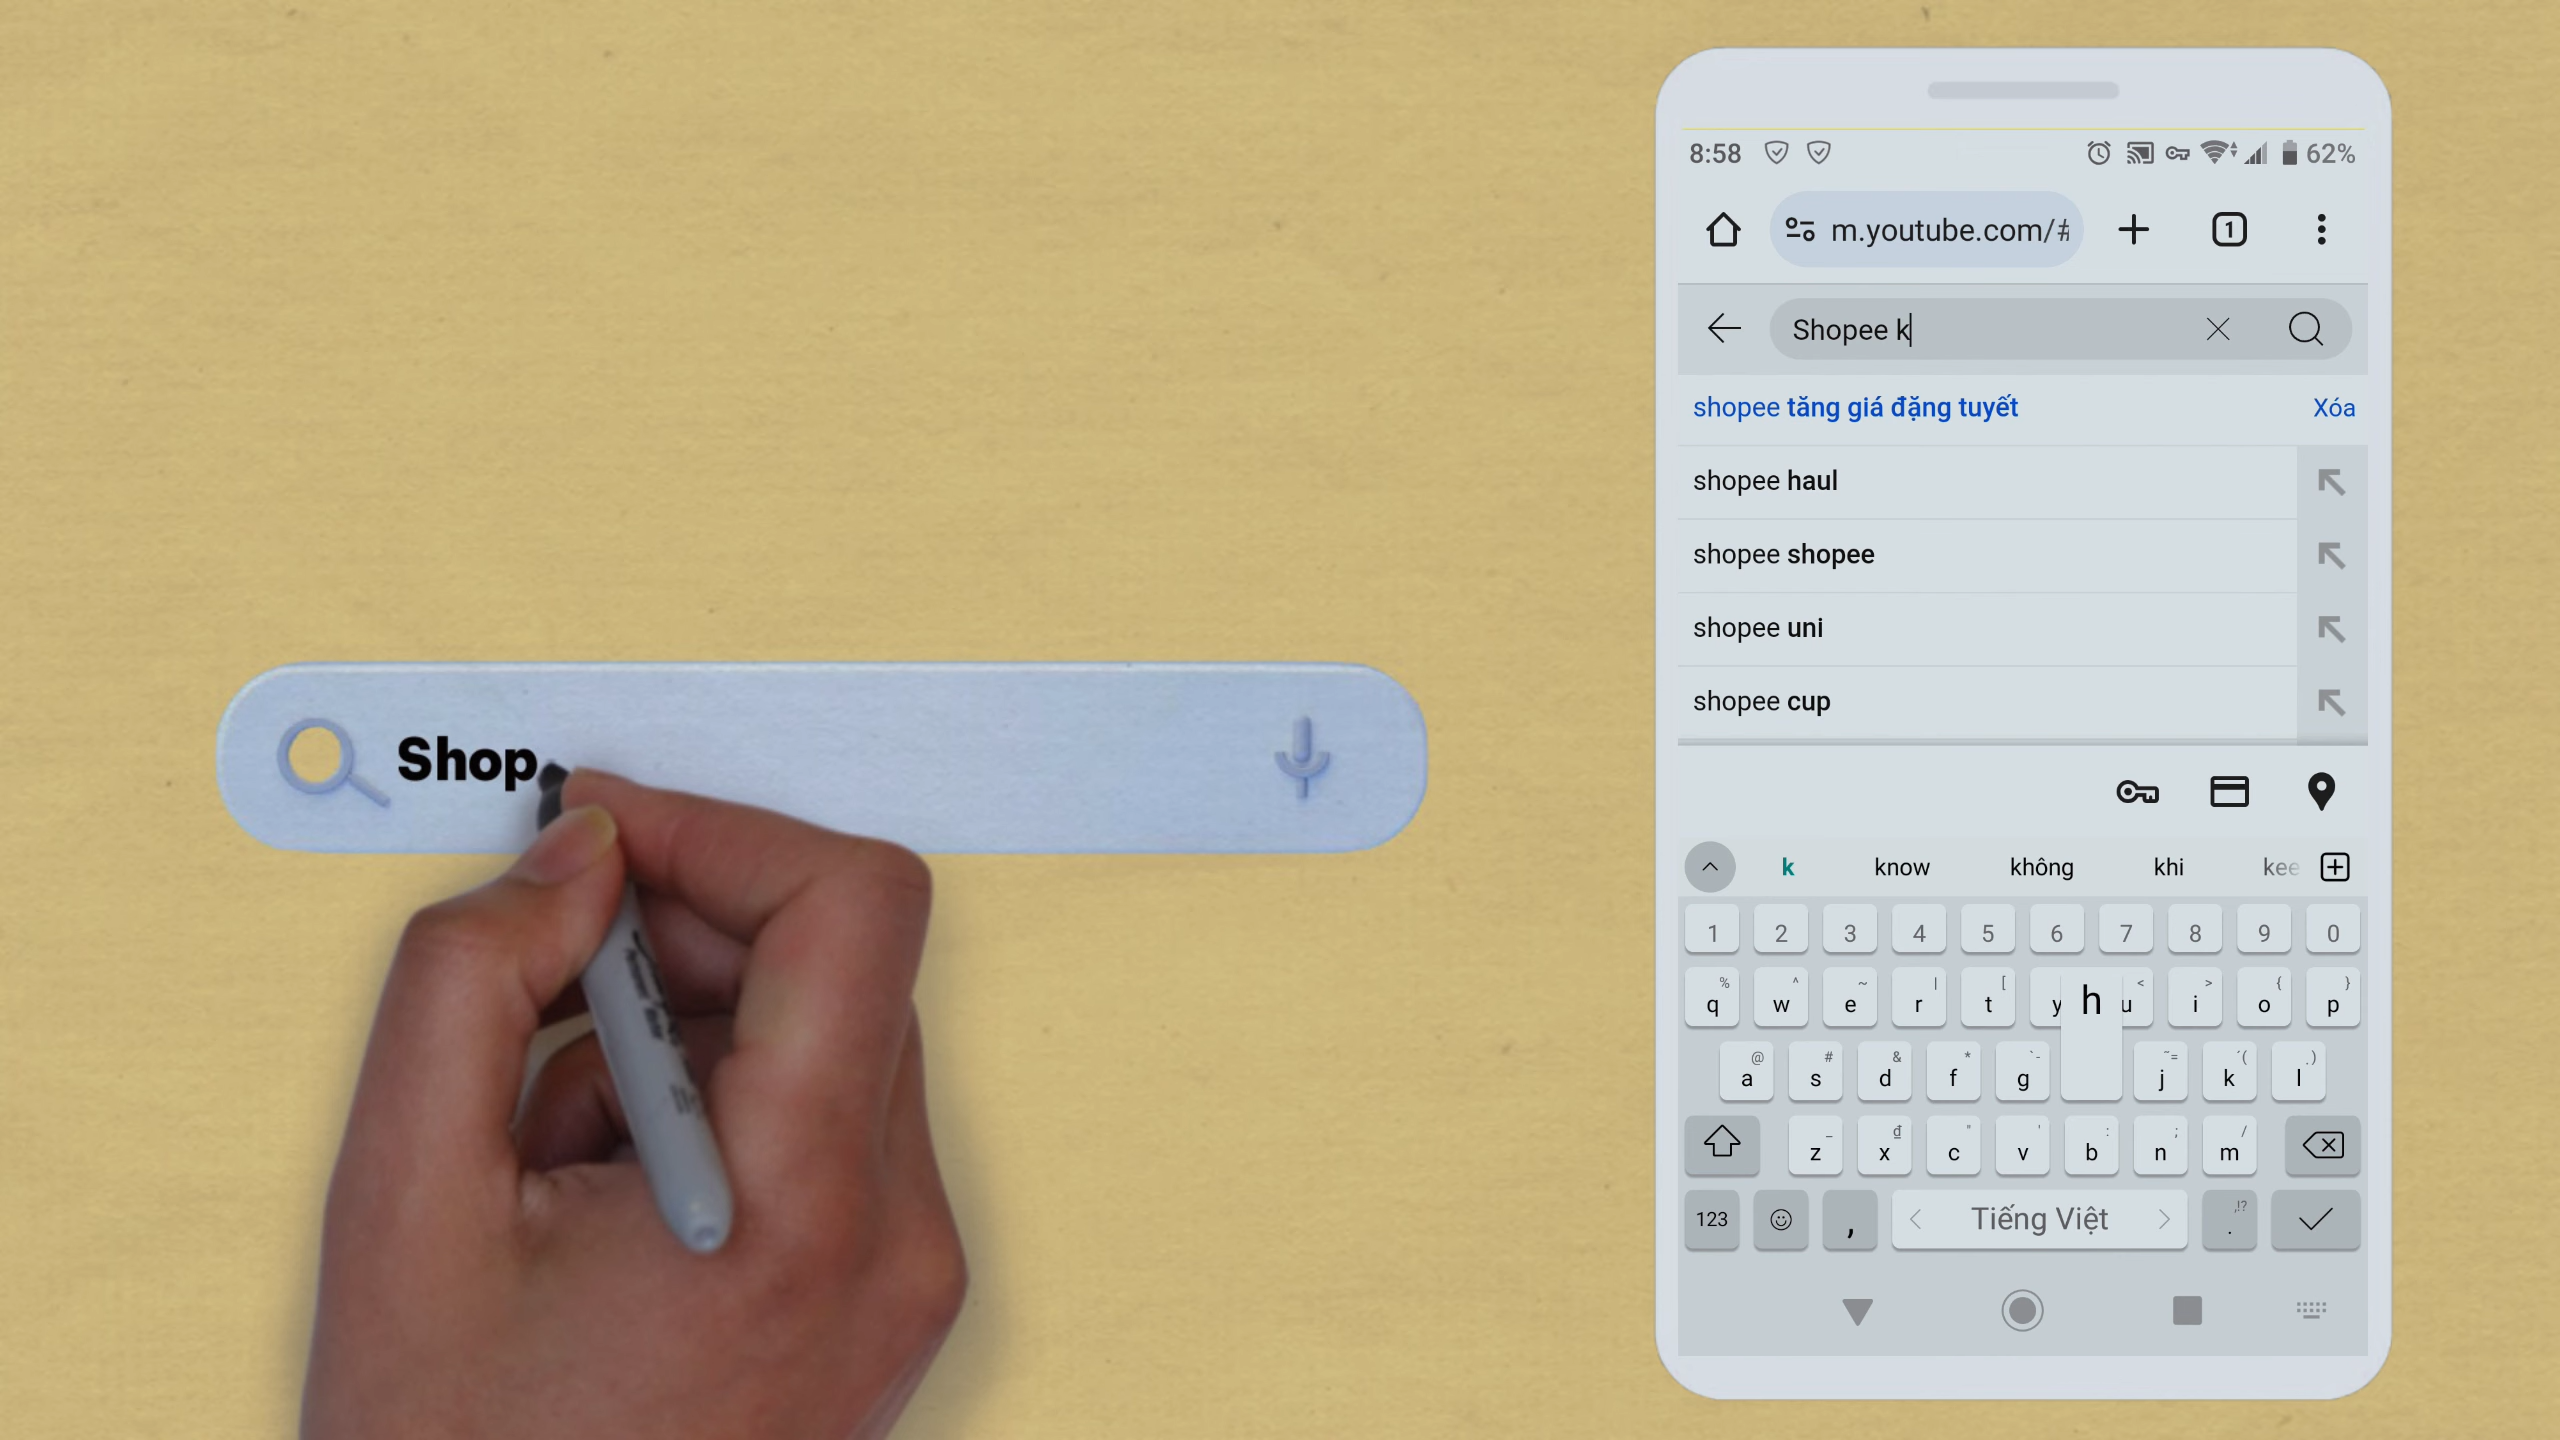 Shop
8:58
62%
m.youtube.com/#
1
Shopee k
shopee tăng giá đặng tuyết
Xóa
shopee haul
shopee shopee
shopee uni
shopee cup
k know không khi kee
1 2 3 4 5 6 7 8 9 0
q w e r t y h u i o p
a s d f g j k l
z x c v b n m
123 , Tiếng Việt .